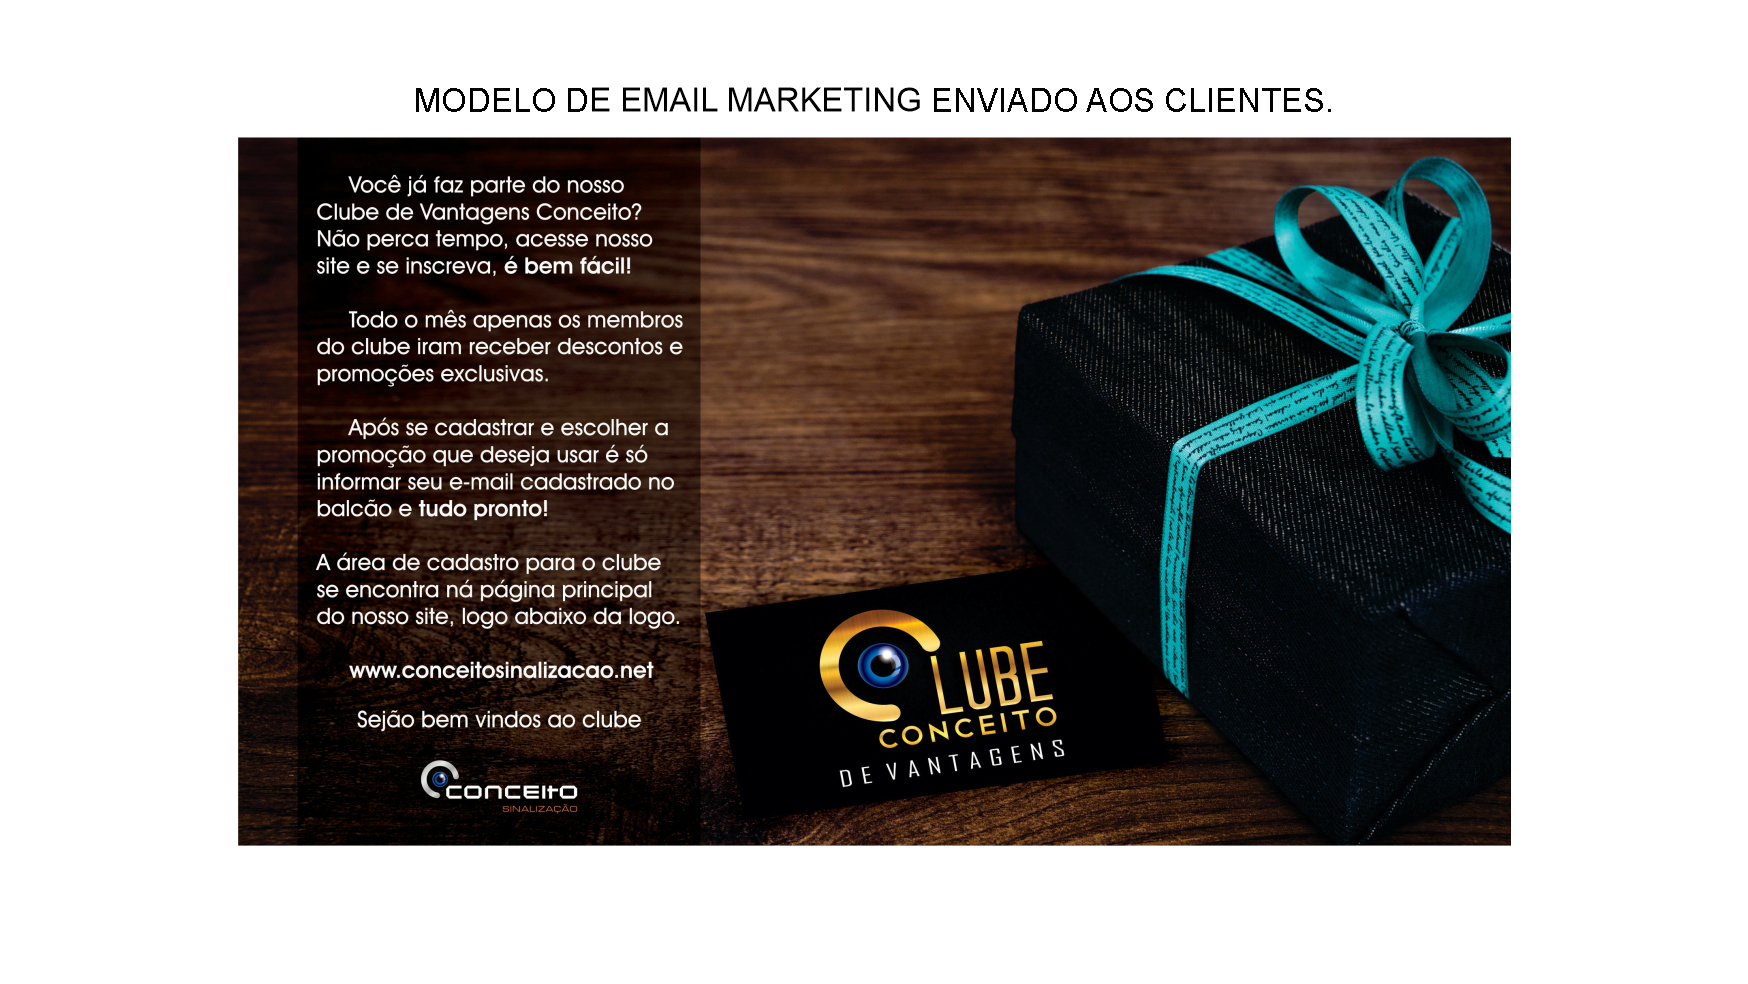 MODELO DE EMAIL MARKETING ENVIADO AOS CLIENTES.
Você já faz parte do nosso
Clube de Vantagens Conceito?
Não perca tempo, acesse nosso
site e se inscreva, é bem fácil!
Todo o mês apenas os membros
do clube iram receber descontos e
promoções exclusivas.
Após se cadastrar e escolher a
promoção que deseja usar é só
informar seu e-mail cadastrado no
balcão e tudo pronto!
A área de cadastro para o clube
se encontra ná página principal
do nosso site, logo abaixo da logo.
www.conceitosinalizacao.net
Sejão bem vindos ao clube
CONCEITO
SINALIZAÇÃO
CLUBE
CONCEITO
DE VANTAGENS